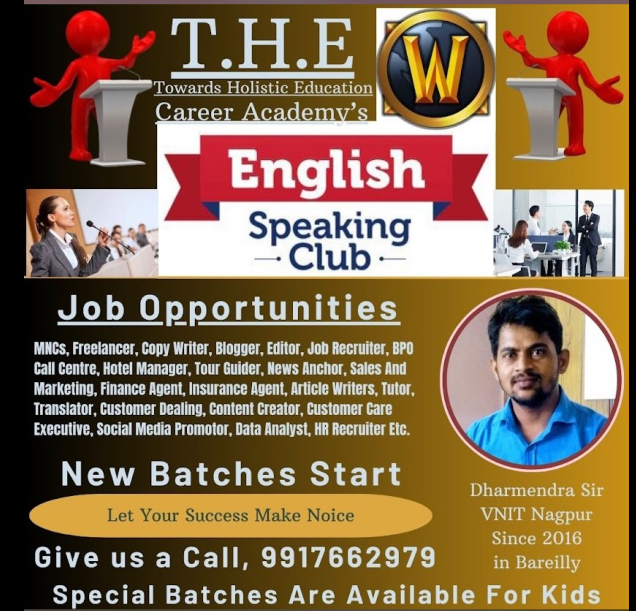 T.H.E
Towards Holistic Education
Career Academy's
W
English
Speaking
Club
Job Opportunities
MNCs, Freelancer, Copy Writer, Blogger, Editor, Job Recruiter, BPO
Call Centre, Hotel Manager, Tour Guider, News Anchor, Sales And
Marketing, Finance Agent, Insurance Agent, Article Writers, Tutor,
Translator, Customer Dealing, Content Creator, Customer Care
Executive, Social Media Promotor, Data Analyst, HR Recruiter Etc.
New Batches Start
Let Your Success Make Noice
Dharmendra Sir
VNIT Nagpur
Since 2016
in Bareilly
Give us a Call, 9917662979
Special Batches Are Available For Kids